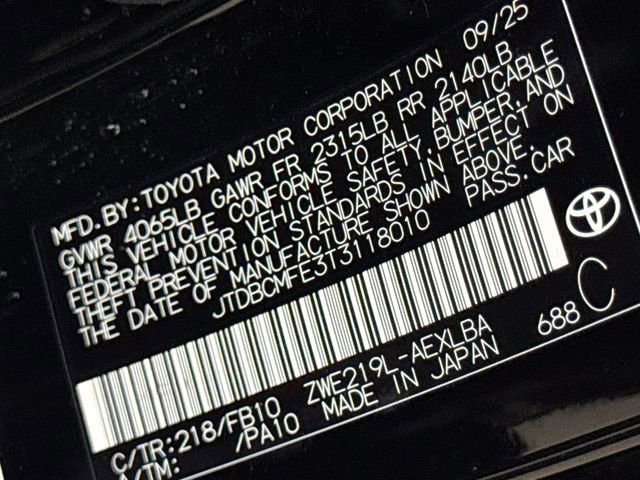 MFD. BY: TOYOTA MOTOR CORPORATION 09/25
GVWR 4065LB GAWR FR 2315LB RR 2140LB
THIS VEHICLE CONFORMS TO ALL APPLICABLE
FEDERAL MOTOR VEHICLE SAFETY, BUMPER, AND
THEFT PREVENTION STANDARDS IN EFFECT ON
THE DATE OF MANUFACTURE SHOWN ABOVE.
JTDBCMFE3T3118010 PASS. CAR
C/TR: 218/FB10 ZWE219L-AEXLBA 688 C
A/TM: /PA10 MADE IN JAPAN